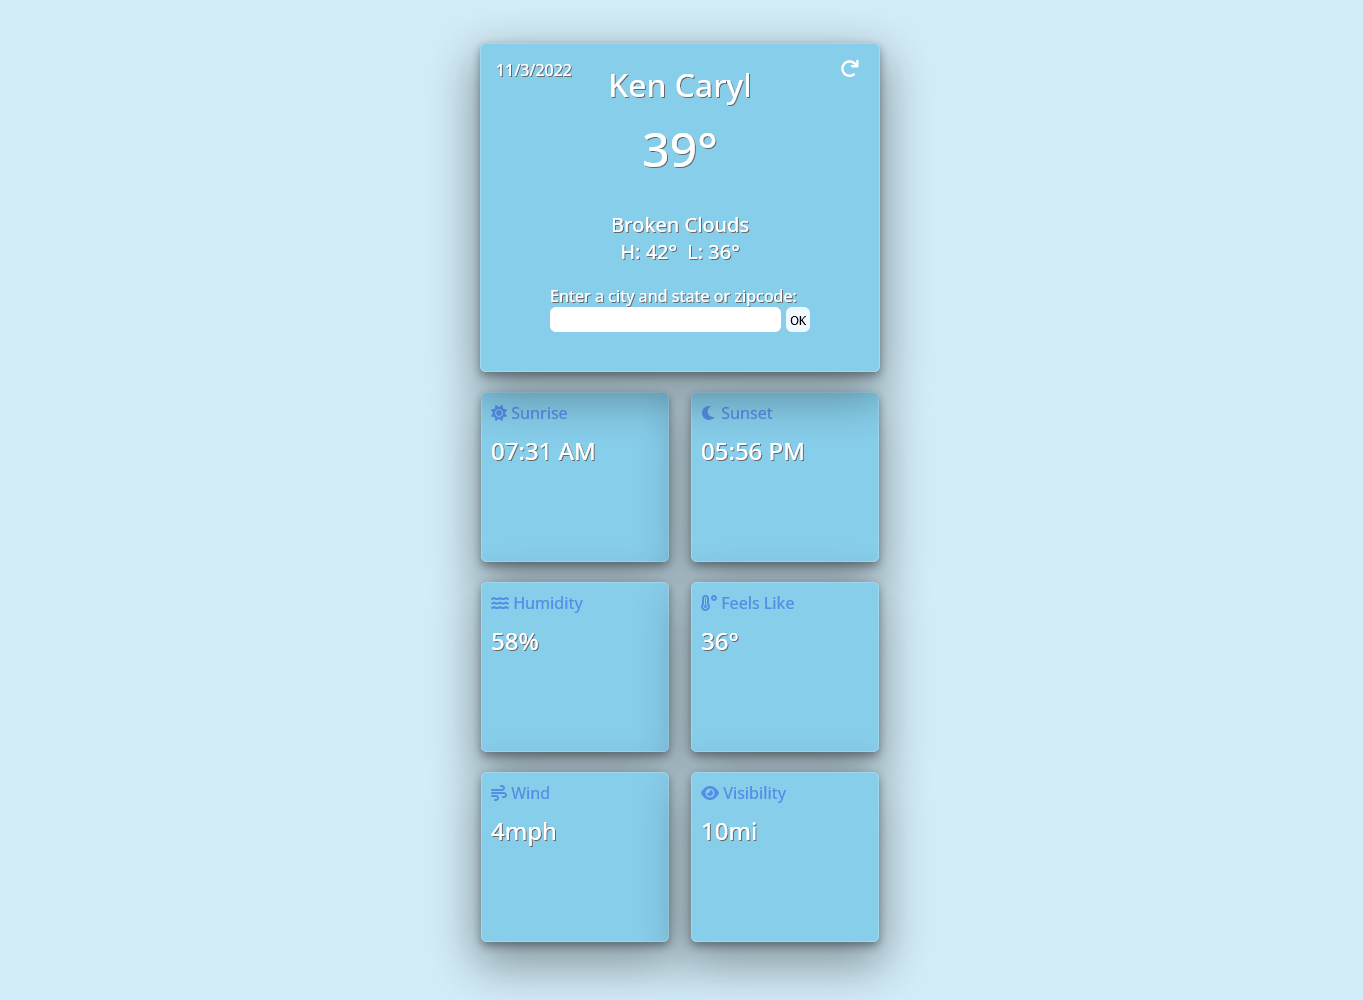 11/3/2022
Ken Caryl
39°
Broken Clouds
H: 42° L: 36°
Enter a city and state or zipcode:
OK
Sunrise
07:31 AM
Sunset
05:56 PM
Humidity
58%
Feels Like
36°
Wind
4mph
Visibility
10mi